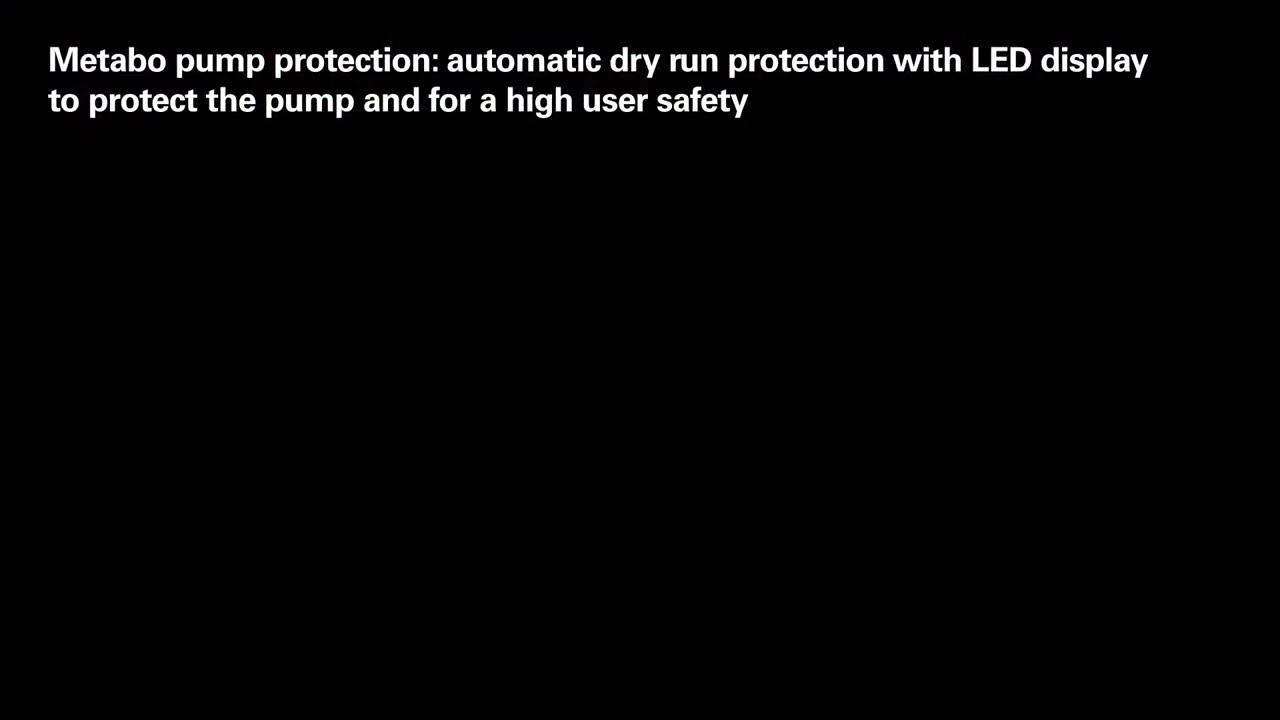 Metabo pump protection: automatic dry run protection with LED display
to protect the pump and for a high user safety